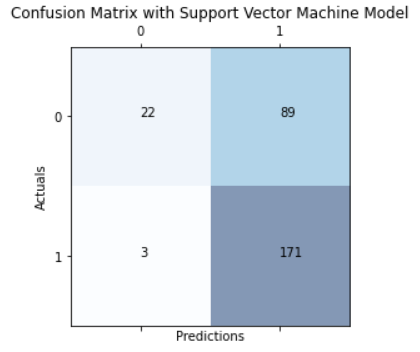 Confusion Matrix with Support Vector Machine Model
0 1
0 22 89
Actuals
1 3 171
Predictions